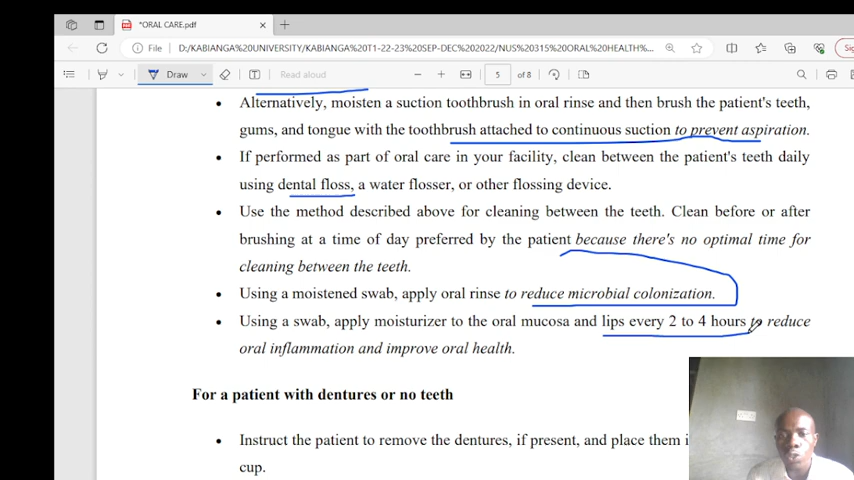 *ORAL CARE.pdf
File
D:/KABIANGA%20UNIVERSITY/KABIANGA%20T1-22-23%20SEP-DEC%202022/NUS%20315%20ORAL%20HEALTH%...
Draw
Read aloud
5 of 8
• Alternatively, moisten a suction toothbrush in oral rinse and then brush the patient's teeth,
gums, and tongue with the toothbrush attached to continuous suction to prevent aspiration.
• If performed as part of oral care in your facility, clean between the patient's teeth daily
using dental floss, a water flosser, or other flossing device.
• Use the method described above for cleaning between the teeth. Clean before or after
brushing at a time of day preferred by the patient because there's no optimal time for
cleaning between the teeth.
• Using a moistened swab, apply oral rinse to reduce microbial colonization.
• Using a swab, apply moisturizer to the oral mucosa and lips every 2 to 4 hours to reduce
oral inflammation and improve oral health.
For a patient with dentures or no teeth
• Instruct the patient to remove the dentures, if present, and place them i
cup.